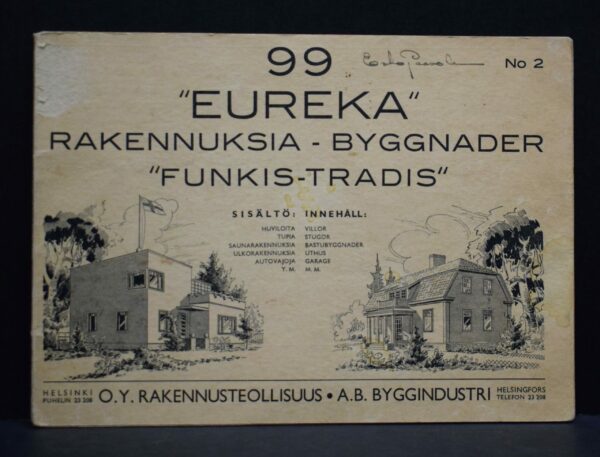 99
No 2
"EUREKA"
RAKENNUKSIA - BYGGNADER
"FUNKIS-TRADIS"
SISÄLTÖ: INNEHÅLL:
HUVILOITA VILLOR
TUPIA STUGOR
SAUNARAKENNUKSIA BASTUBYGGNADER
ULKORAKENNUKSIA UTHUS
AUTOVAJOJA GARAGE
Y. M. M. M.
HELSINKI
PUHELIN 23 208
O.Y. RAKENNUSTEOLLISUUS • A.B. BYGGINDUSTRI
HELSINGFORS
TELEFON 23 208